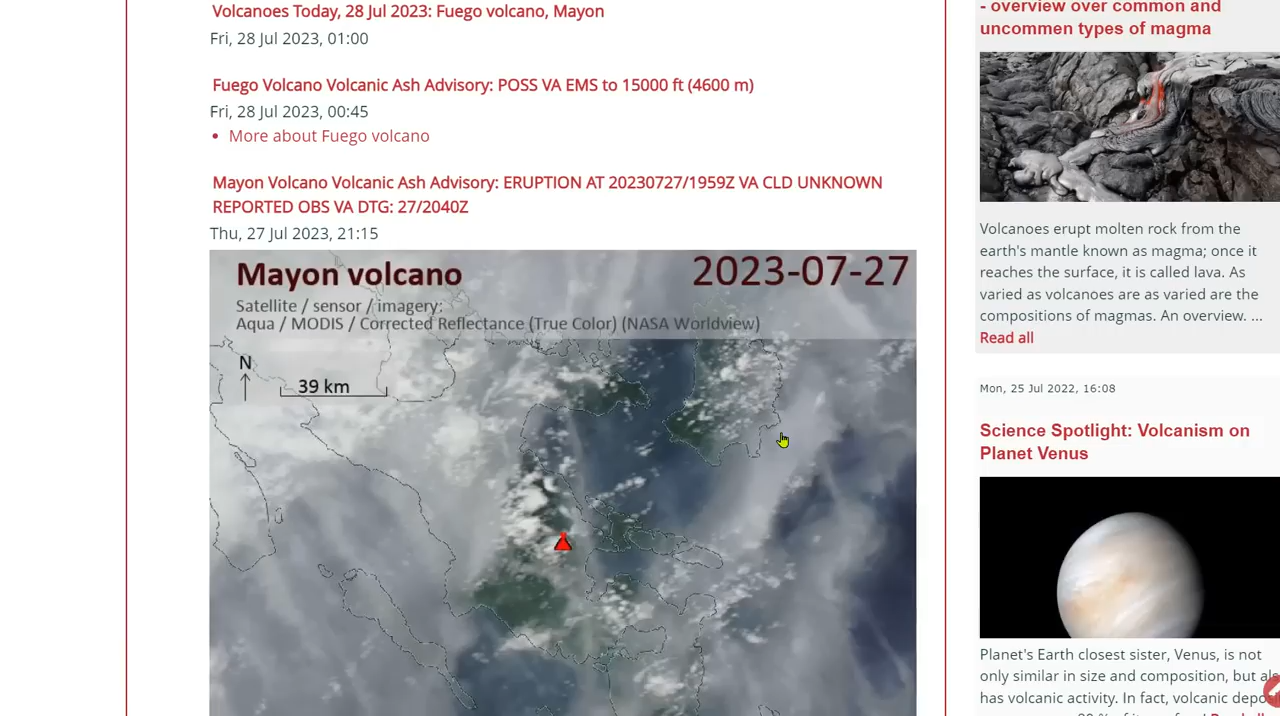 Volcanoes Today, 28 Jul 2023: Fuego volcano, Mayon
Fri, 28 Jul 2023, 01:00
Fuego Volcano Volcanic Ash Advisory: POSS VA EMS to 15000 ft (4600 m)
Fri, 28 Jul 2023, 00:45
• More about Fuego volcano
Mayon Volcano Volcanic Ash Advisory: ERUPTION AT 20230727/1959Z VA CLD UNKNOWN
REPORTED OBS VA DTG: 27/2040Z
Thu, 27 Jul 2023, 21:15
Mayon volcano
2023-07-27
Satellite / sensor / imagery:
Aqua / MODIS / Corrected Reflectance (True Color) (NASA Worldview)
N
39 km
- overview over common and
uncommen types of magma
Volcanoes erupt molten rock from the
earth's mantle known as magma; once it
reaches the surface, it is called lava. As
varied as volcanoes are as varied are the
compositions of magmas. An overview. ...
Read all
Mon, 25 Jul 2022, 16:08
Science Spotlight: Volcanism on
Planet Venus
Planet's Earth closest sister, Venus, is not
only similar in size and composition, but
has volcanic activity. In fact, volcanic